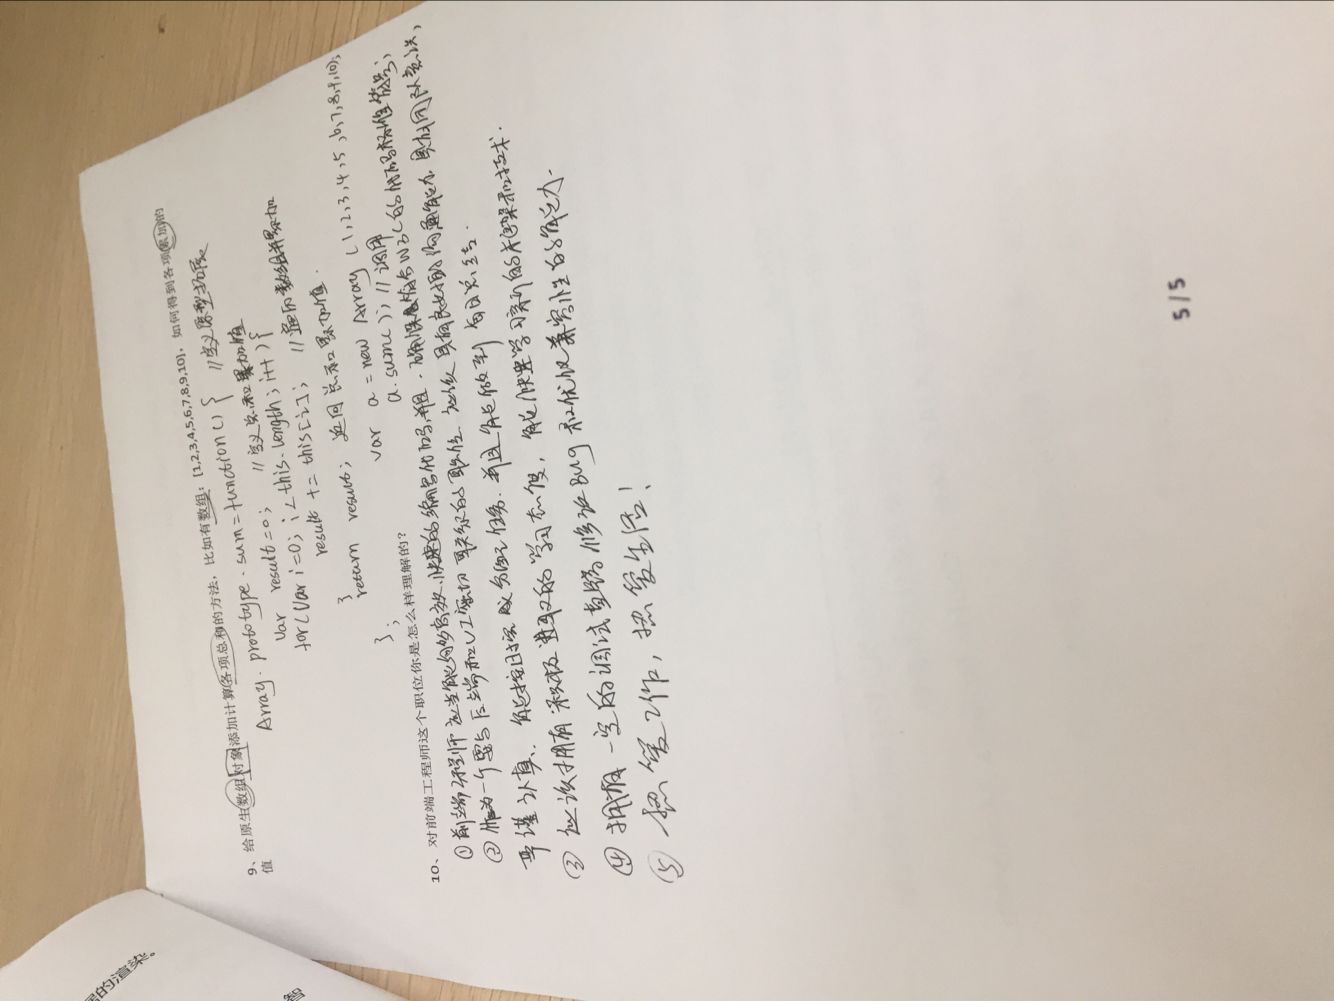 据的渲染。
9、给原生数组对象添加计算各项总和的方法，比如有数组：[1,2,3,4,5,6,7,8,9,10]，如何得到各项累加的
值
Array.prototype.sum=function(){ //定义原型拓展
var result=0; //定义总和累加值
for(var i=0;i<this.length;i++){
result += this[i]; //遍历数组并累加
}
return result; 返回总和累加值.
};
var a = new Array (1,2,3,4,5,6,7,8,9,10);
a.sum(); //调用
10、对前端工程师这个职位你是怎么样理解的？
①前端工程师应当能够高效.快速的编写代码,并且.确保符合W3C的代码标准符号;
②作为一个要与后端和UI密切联系的职位 应该具有良好的沟通能力 具有团队意识,
严谨认真. 能按时完成分配任务.并且能做到每日总结.
③应该拥有积极进取的学习态度，能快速学习新的框架和技术.
④拥有一定的调试查错修改Bug和优化兼容性的能力.
⑤热爱工作，热爱生活!
5/5